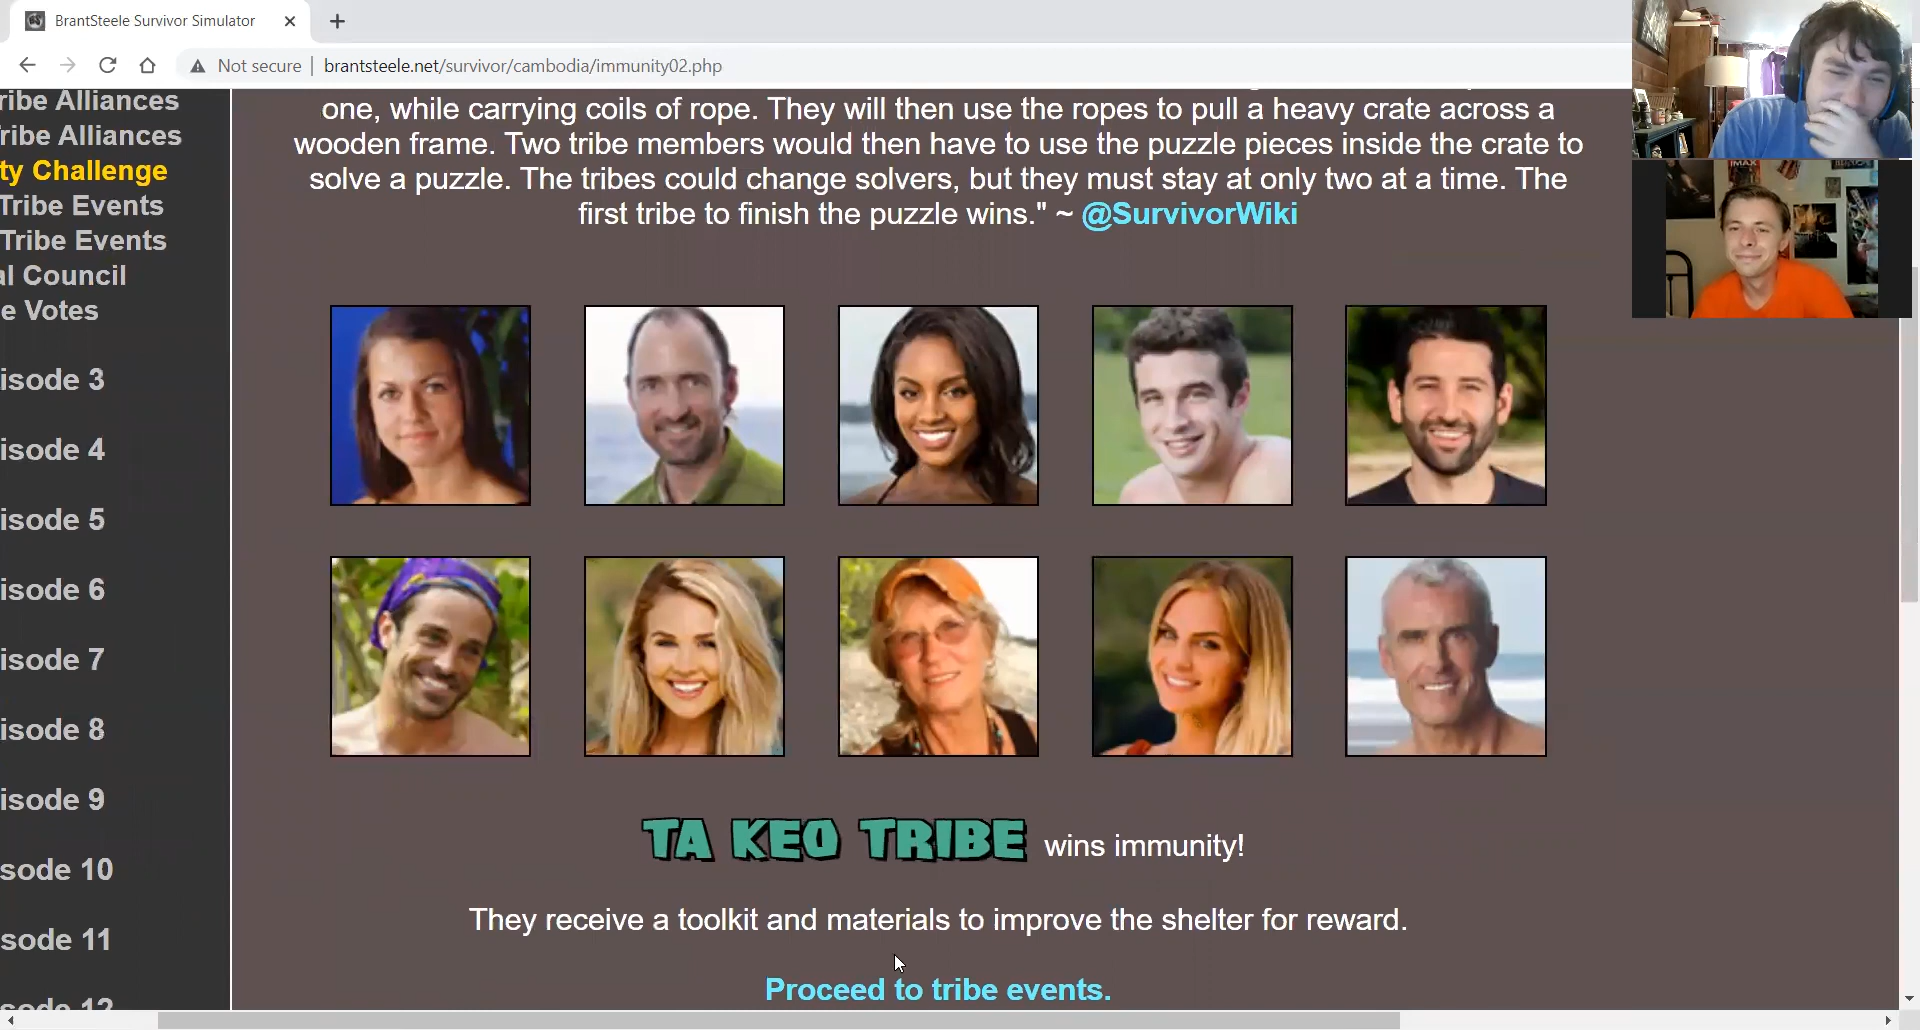 BrantSteele Survivor Simulator
Not secure | brantsteele.net/survivor/cambodia/immunity02.php
ribe Alliances
ribe Alliances
ty Challenge
Tribe Events
Tribe Events
al Council
e Votes
isode 3
isode 4
isode 5
isode 6
isode 7
isode 8
isode 9
sode 10
sode 11
sode 12
one, while carrying coils of rope. They will then use the ropes to pull a heavy crate across a
wooden frame. Two tribe members would then have to use the puzzle pieces inside the crate to
solve a puzzle. The tribes could change solvers, but they must stay at only two at a time. The
first tribe to finish the puzzle wins." ~ @SurvivorWiki
IMAX
TA KEO TRIBE wins immunity!
They receive a toolkit and materials to improve the shelter for reward.
Proceed to tribe events.